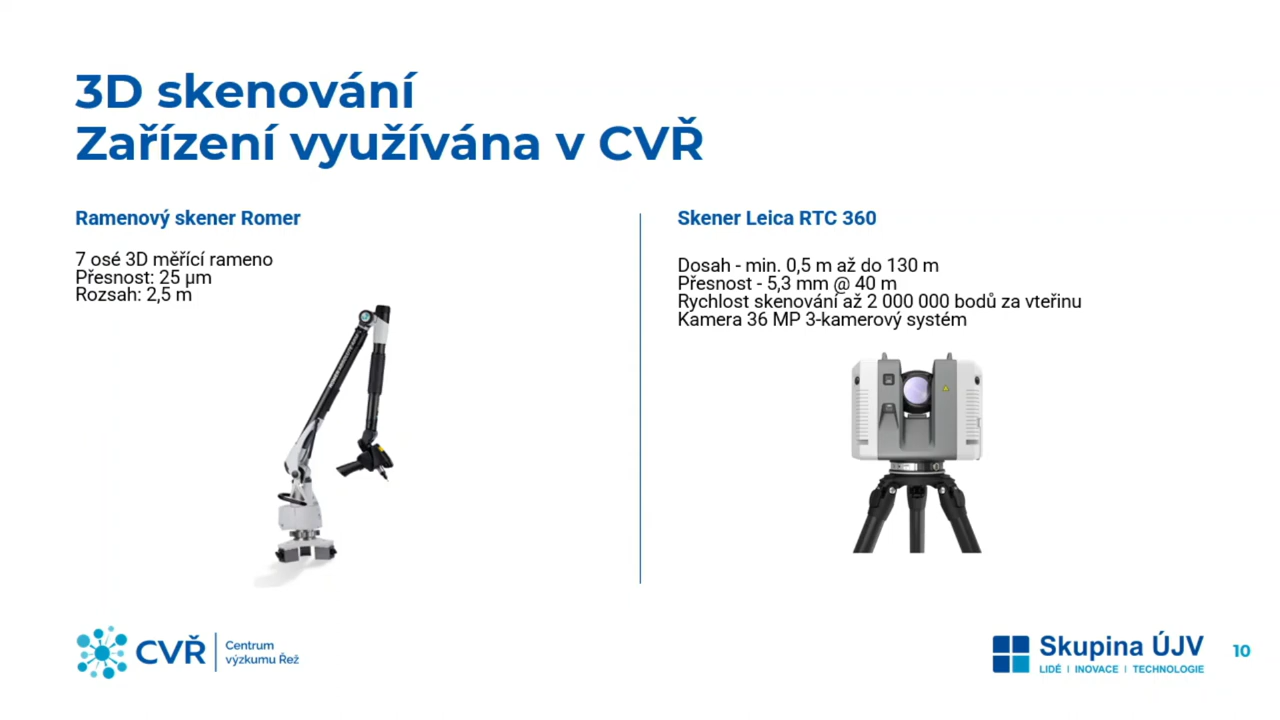 3D skenování
Zařízení využívána v CVŘ
Ramenový skener Romer
7 osé 3D měřící rameno
Přesnost: 25 µm
Rozsah: 2,5 m
Skener Leica RTC 360
Dosah - min. 0,5 m až do 130 m
Přesnost - 5,3 mm @ 40 m
Rychlost skenování až 2 000 000 bodů za vteřinu
Kamera 36 MP 3-kamerový systém
CVŘ
Centrum
výzkumu Řež
Skupina ÚJV
LIDÉ | INOVACE | TECHNOLOGIE
10